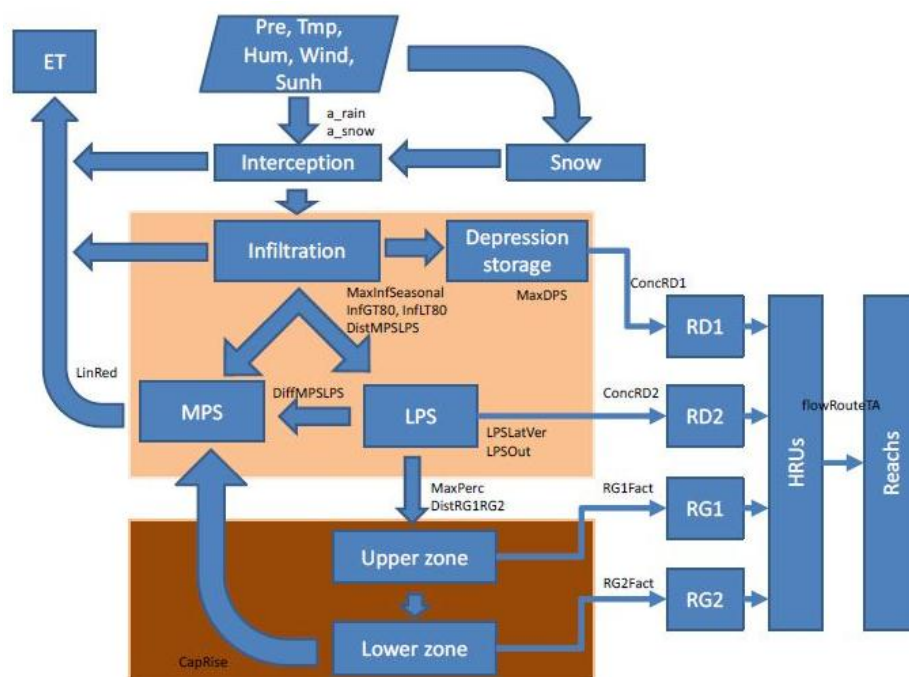 Pre, Tmp,
Hum, Wind,
Sunh
ET
a_rain
a_snow
Interception
Snow
Infiltration
Depression
storage
MaxInfSeasonal
InfGT80, InfLT80
DistMPSLPS
MaxDPS
ConcRD1
RD1
LinRed
MPS
DiffMPSLPS
LPS
LPSLatVer
LPSOut
ConcRD2
RD2
flowRouteTA
HRUs
Reachs
MaxPerc
DistRG1RG2
RG1Fact
RG1
Upper zone
RG2Fact
RG2
Lower zone
CapRise